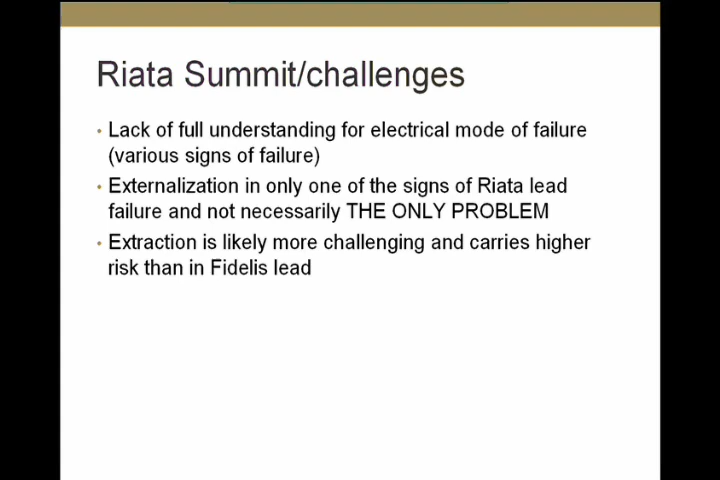 Riata Summit/challenges
• Lack of full understanding for electrical mode of failure
(various signs of failure)
• Externalization in only one of the signs of Riata lead
failure and not necessarily THE ONLY PROBLEM
• Extraction is likely more challenging and carries higher
risk than in Fidelis lead